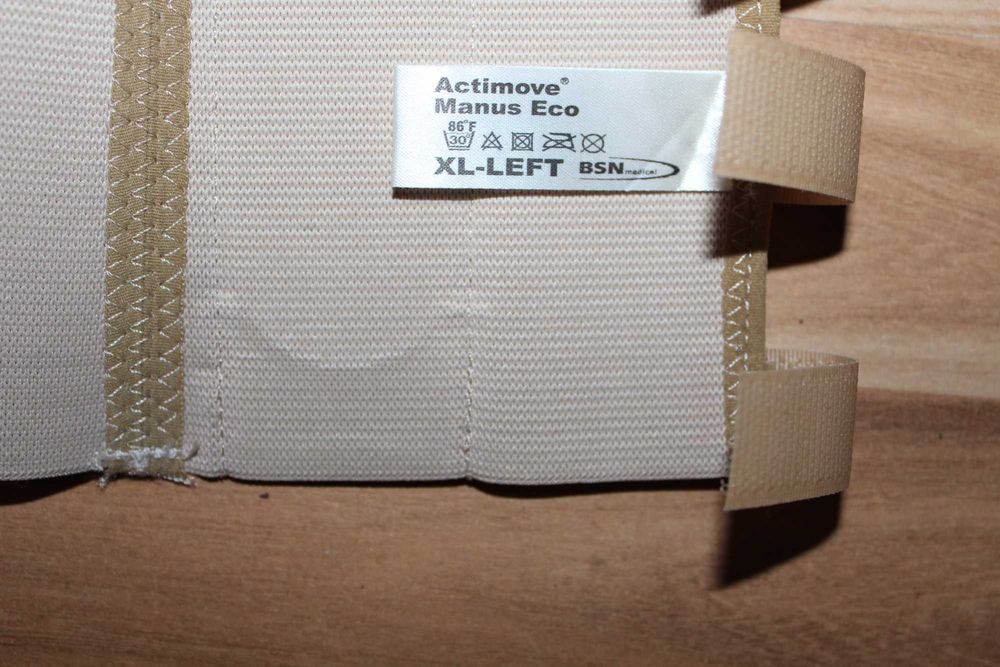 Actimove®
Manus Eco
86°F
30°
XL-LEFT BSN medical